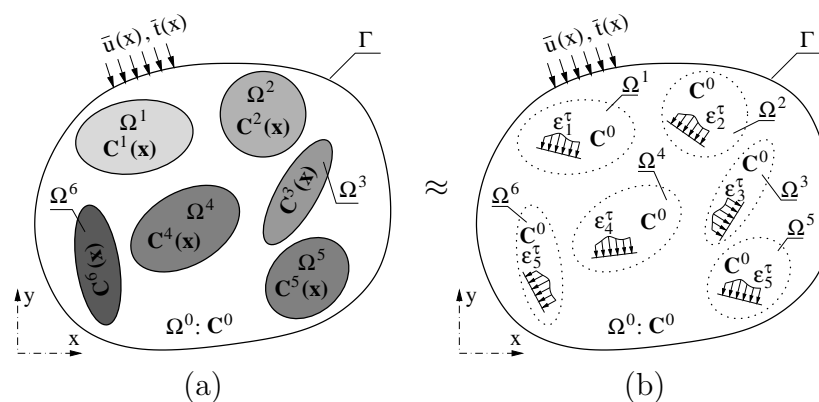 ū(x), t̄(x)
Γ
Ω¹
C¹(x)
Ω²
C²(x)
C³(x)
Ω³
Ω⁴
C⁴(x)
Ω⁵
C⁵(x)
Ω⁶
C⁶(x)
Ω⁰: C⁰
y
x
(a)
≈
ū(x), t̄(x)
Γ
Ω¹
ε₁^τ C⁰
C⁰
ε₂^τ
Ω²
C⁰
ε₃^τ
Ω³
Ω⁴
ε₄^τ C⁰
Ω⁵
C⁰
ε₅^τ
Ω⁶
C⁰
ε₅^τ
Ω⁰: C⁰
y
x
(b)